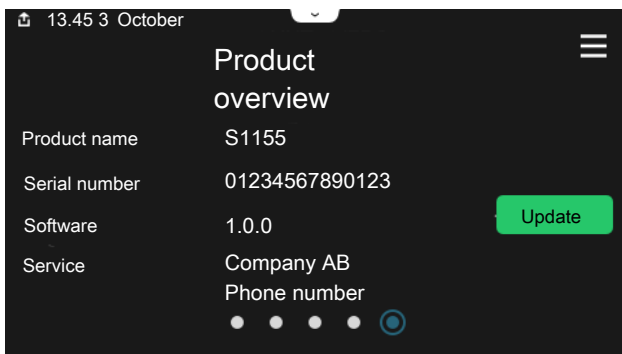 13.45 3 October
Product
overview
Product name S1155
Serial number 01234567890123
Software 1.0.0 Update
Service Company AB
Phone number